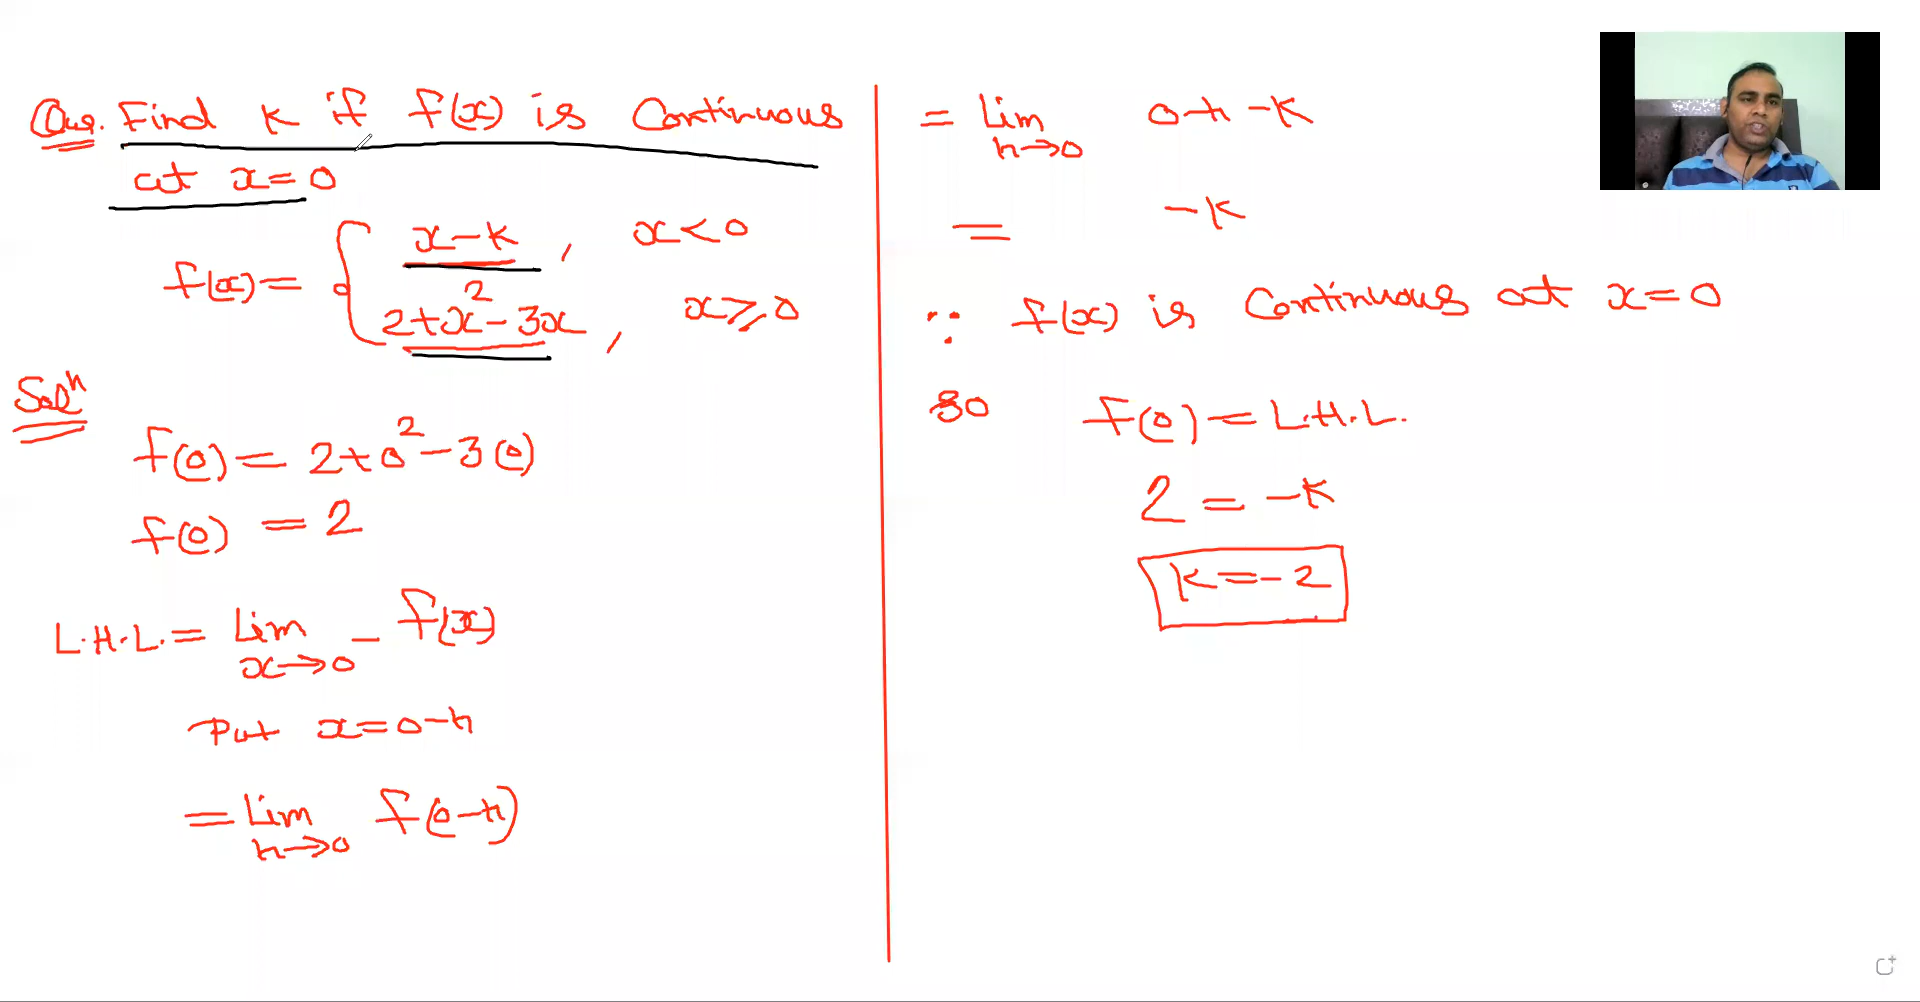 Ques. Find k if f(x) is Continuous
at x=0
f(x)= { x-k, x<0
2+x²-3x, x≥0
Solⁿ
f(0)= 2+0²-3(0)
f(0) = 2
L.H.L.= Lim x→0⁻ f(x)
Put x=0-h
= Lim h→0 f(0-h)
= Lim h→0 0-h-k
= -k
∵ f(x) is Continuous at x=0
So f(0)= L.H.L.
2 = -k
k=-2